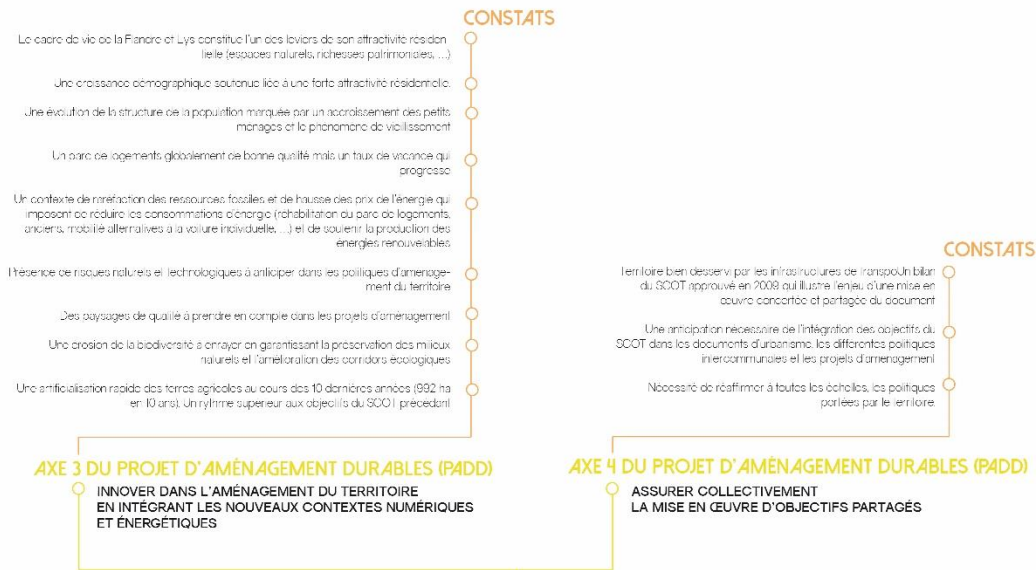 CONSTATS
Le cadre de vie de la Flandre et Lys constitue l'un des leviers de son attractivité résiden-
tielle (espaces naturels, richesses patrimoniales, ...)
Une croissance démographique soutenue liée à une forte attractivité résidentielle.
Une évolution de la structure de la population marquée par un accroissement des petits
ménages et le phénomène de vieillissement
Un parc de logements globalement de bonne qualité mais un taux de vacance qui
progresse
Un contexte de raréfaction des ressources fossiles et de hausse des prix de l'énergie qui
imposent de réduire les consommations d'énergie (réhabilitation du parc de logements,
anciens, mobilité alternatives à la voiture individuelle, ...) et de soutenir la production des
énergies renouvelables
Présence de risques naturels et technologiques à anticiper dans les politiques d'aménage-
ment du territoire
Des paysages de qualité à prendre en compte dans les projets d'aménagement
Une érosion de la biodiversité à enrayer en garantissant la préservation des milieux
naturels et l'amélioration des corridors écologiques
Une artificialisation rapide des terres agricoles au cours des 10 dernières années (992 ha
en 10 ans). Un rythme supérieur aux objectifs du SCOT précédant
AXE 3 DU PROJET D'AMÉNAGEMENT DURABLES (PADD)
INNOVER DANS L'AMÉNAGEMENT DU TERRITOIRE
EN INTÉGRANT LES NOUVEAUX CONTEXTES NUMÉRIQUES
ET ÉNERGÉTIQUES
CONSTATS
Territoire bien desservi par les infrastructures de transpoUn bilan
du SCOT approuvé en 2009 qui illustre l'enjeu d'une mise en
œuvre concertée et partagée du document
Une anticipation nécessaire de l'intégration des objectifs du
SCOT dans les documents d'urbanisme, les différentes politiques
intercommunales et les projets d'aménagement
Nécessité de réaffirmer à toutes les échelles, les politiques
portées par le territoire.
AXE 4 DU PROJET D'AMÉNAGEMENT DURABLES (PADD)
ASSURER COLLECTIVEMENT
LA MISE EN ŒUVRE D'OBJECTIFS PARTAGÉS